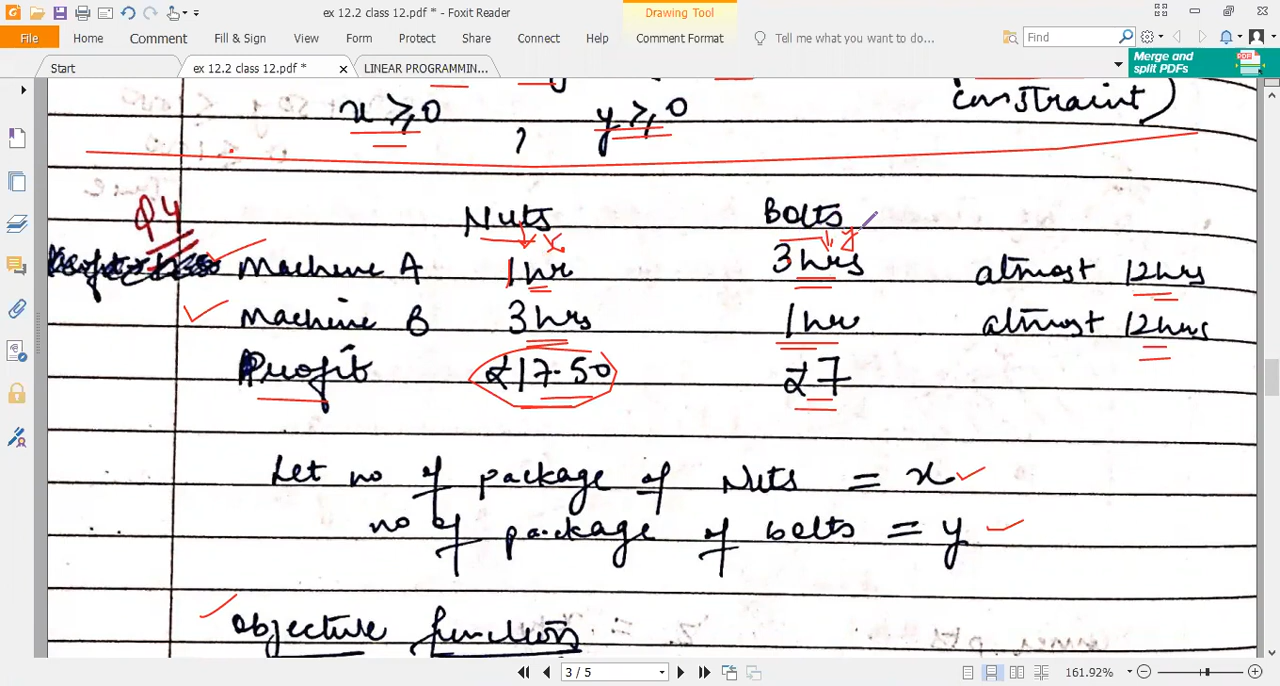 ex 12.2 class 12.pdf * - Foxit Reader
Drawing Tool
File Home Comment Fill & Sign View Form Protect Share Connect Help Comment Format Tell me what you want to do... Find
Start ex 12.2 class 12.pdf * LINEAR PROGRAMMIN...
Merge and
split PDFs
constraint)
x ≥ 0 , y ≥ 0
Q4
Nuts Bolts
x y
Machine A 1 hr 3 hrs atmost 12 hrs
Machine B 3 hrs 1 hr atmost 12 hrs
Profit ₹17.50 ₹7
Let no of package of Nuts = x
no of package of bolts = y
objective function
3 / 5
161.92%